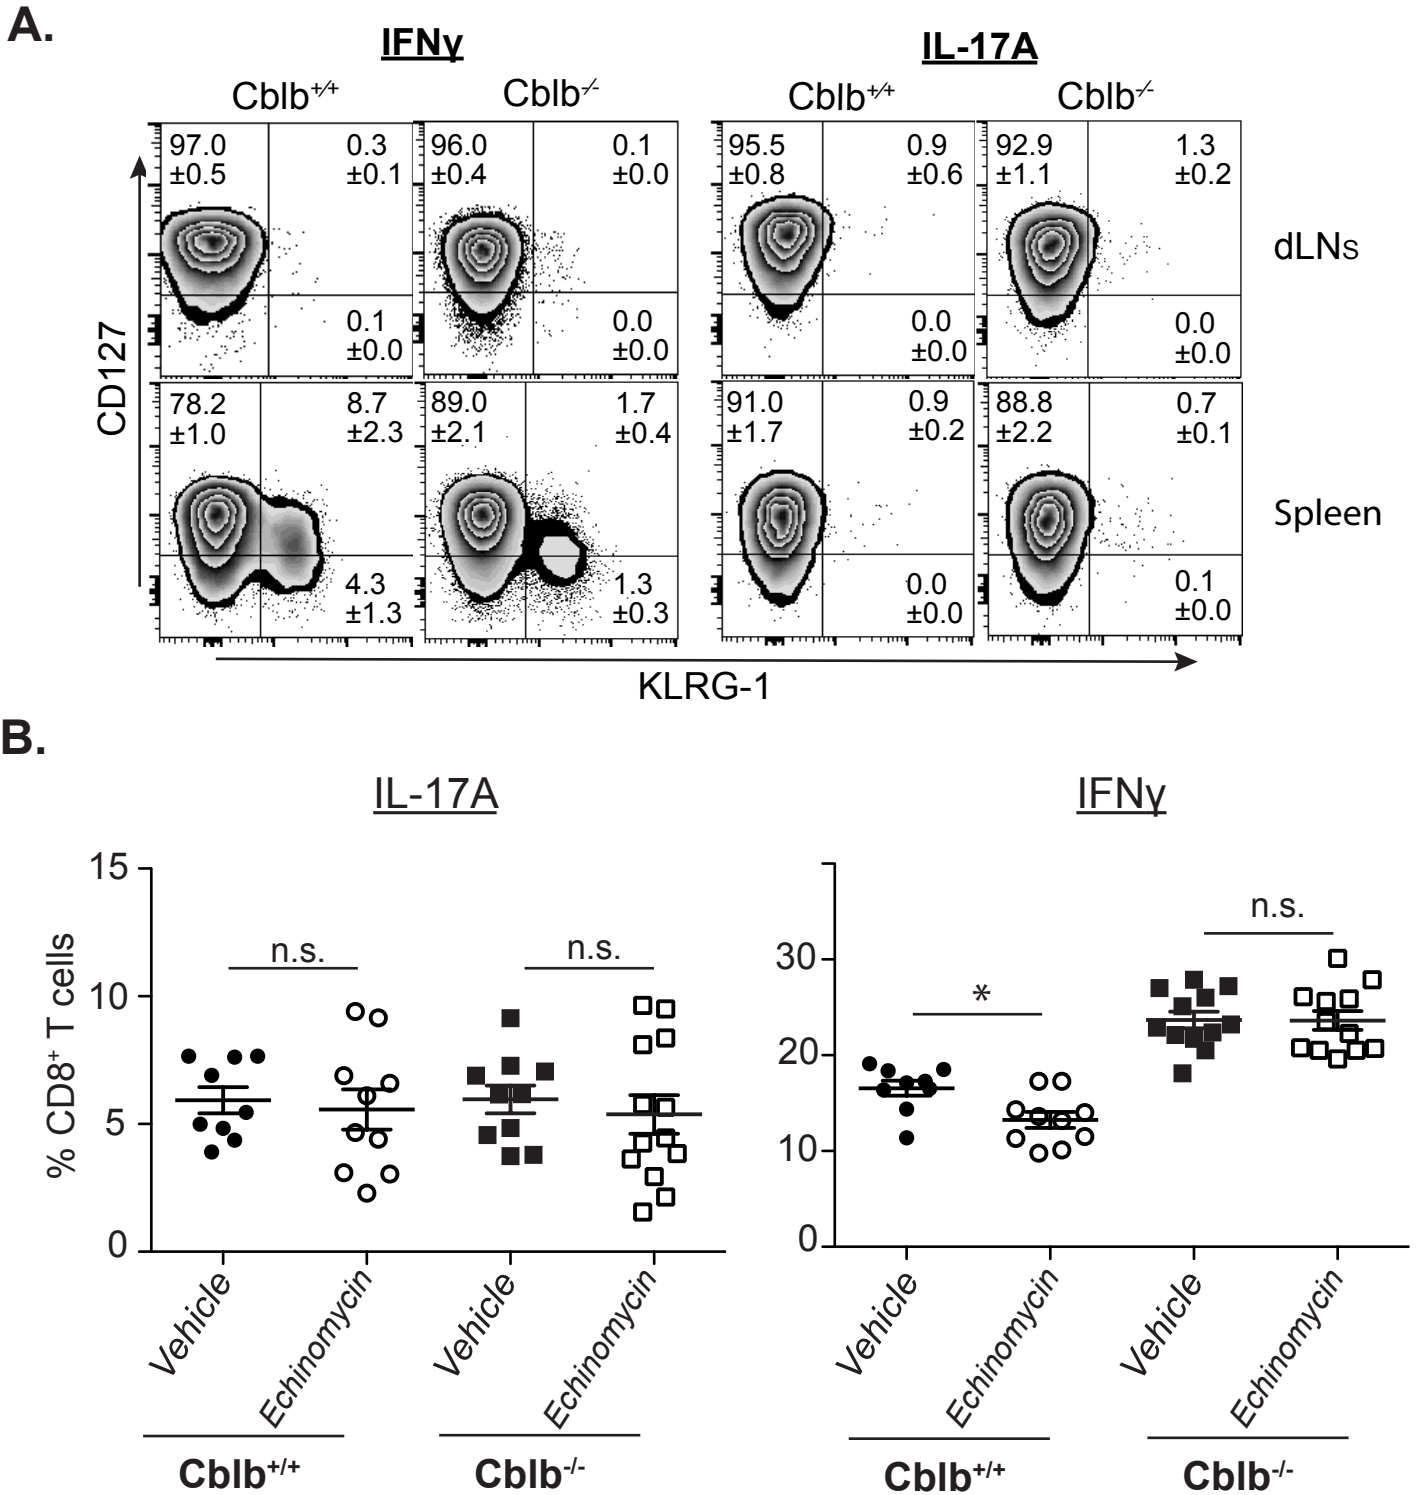 A.
IFNγ
IL-17A
Cblb+/+
Cblb-/-
Cblb+/+
Cblb-/-
97.0
±0.5
0.3
±0.1
0.1
±0.0
96.0
±0.4
0.1
±0.0
0.0
±0.0
95.5
±0.8
0.9
±0.6
0.0
±0.0
92.9
±1.1
1.3
±0.2
0.0
±0.0
dLNs
78.2
±1.0
8.7
±2.3
4.3
±1.3
89.0
±2.1
1.7
±0.4
1.3
±0.3
91.0
±1.7
0.9
±0.2
0.0
±0.0
88.8
±2.2
0.7
±0.1
0.1
±0.0
Spleen
CD127
KLRG-1
B.
IL-17A
% CD8+ T cells
15
10
5
0
n.s.
n.s.
Vehicle
Echinomycin
Vehicle
Echinomycin
Cblb+/+
Cblb-/-
IFNγ
30
20
10
0
*
n.s.
Vehicle
Echinomycin
Vehicle
Echinomycin
Cblb+/+
Cblb-/-